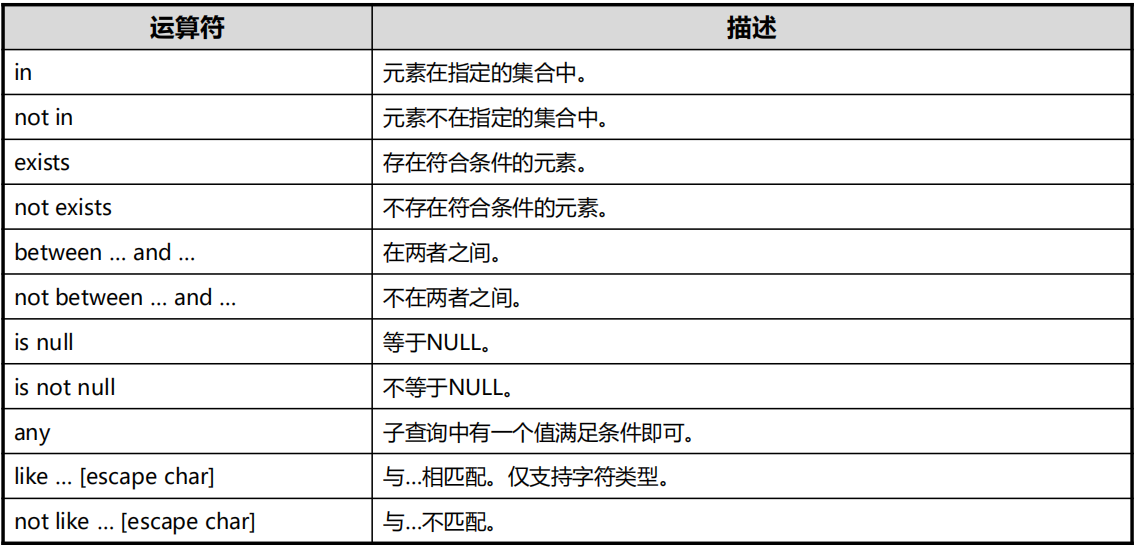 运算符 描述
in 元素在指定的集合中。
not in 元素不在指定的集合中。
exists 存在符合条件的元素。
not exists 不存在符合条件的元素。
between ... and ... 在两者之间。
not between ... and ... 不在两者之间。
is null 等于NULL。
is not null 不等于NULL。
any 子查询中有一个值满足条件即可。
like ... [escape char] 与...相匹配。仅支持字符类型。
not like ... [escape char] 与...不匹配。